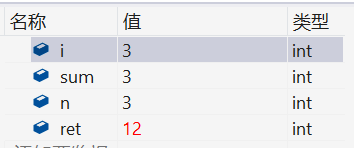 名称 值 类型
i 3 int
sum 3 int
n 3 int
ret 12 int